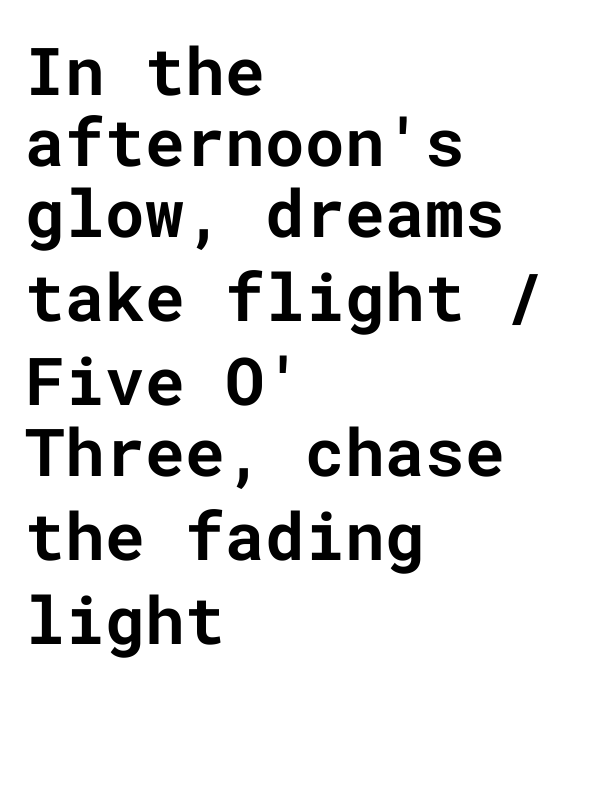 In the
afternoon's
glow, dreams
take flight /
Five O'
Three, chase
the fading
light